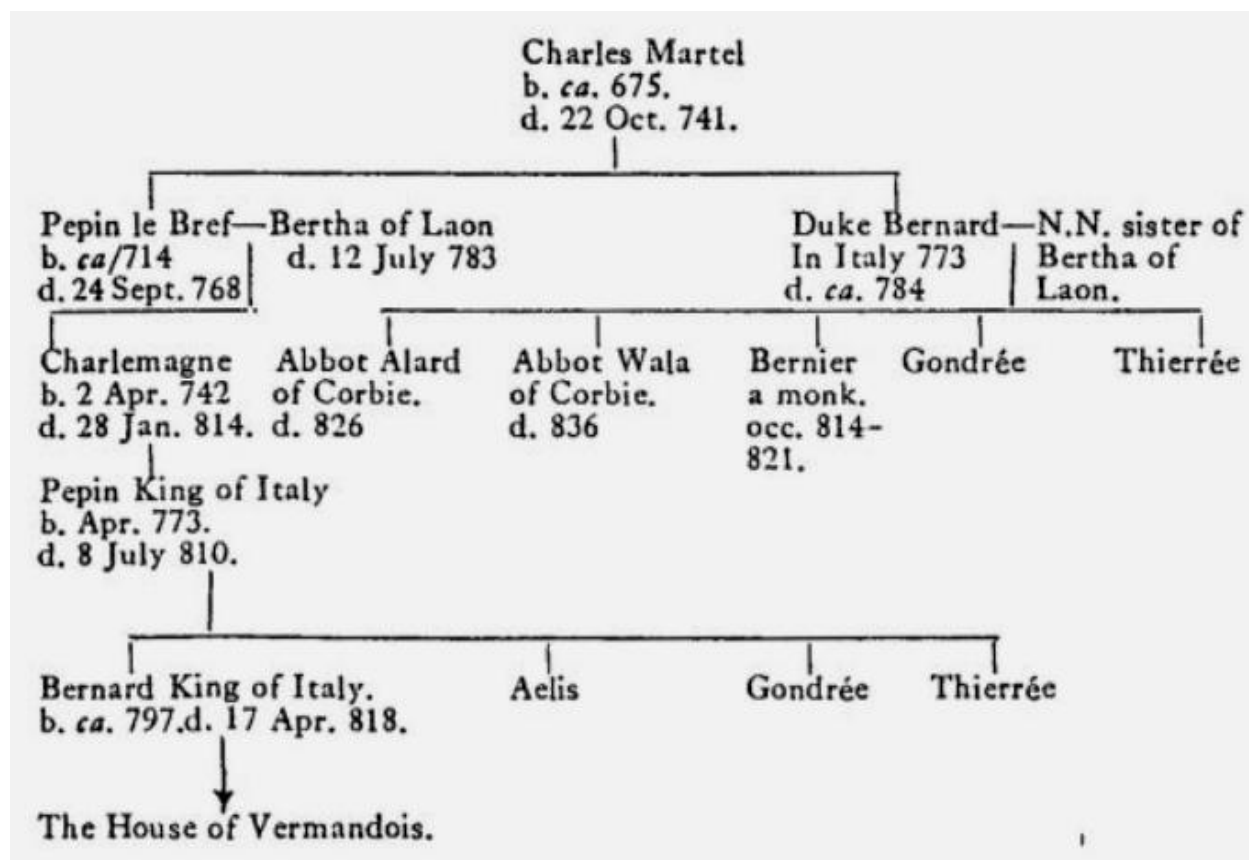 Charles Martel
b. ca. 675.
d. 22 Oct. 741.
Pepin le Bref—Bertha of Laon
b. ca/714 d. 12 July 783
d. 24 Sept. 768
Duke Bernard—N.N. sister of
In Italy 773 Bertha of
d. ca. 784 Laon.
Charlemagne
b. 2 Apr. 742
d. 28 Jan. 814.
Abbot Alard
of Corbie.
d. 826
Abbot Wala
of Corbie.
d. 836
Bernier
a monk.
occ. 814-
821.
Gondrée
Thierrée
Pepin King of Italy
b. Apr. 773.
d. 8 July 810.
Bernard King of Italy.
b. ca. 797.d. 17 Apr. 818.
Aelis
Gondrée
Thierrée
The House of Vermandois.